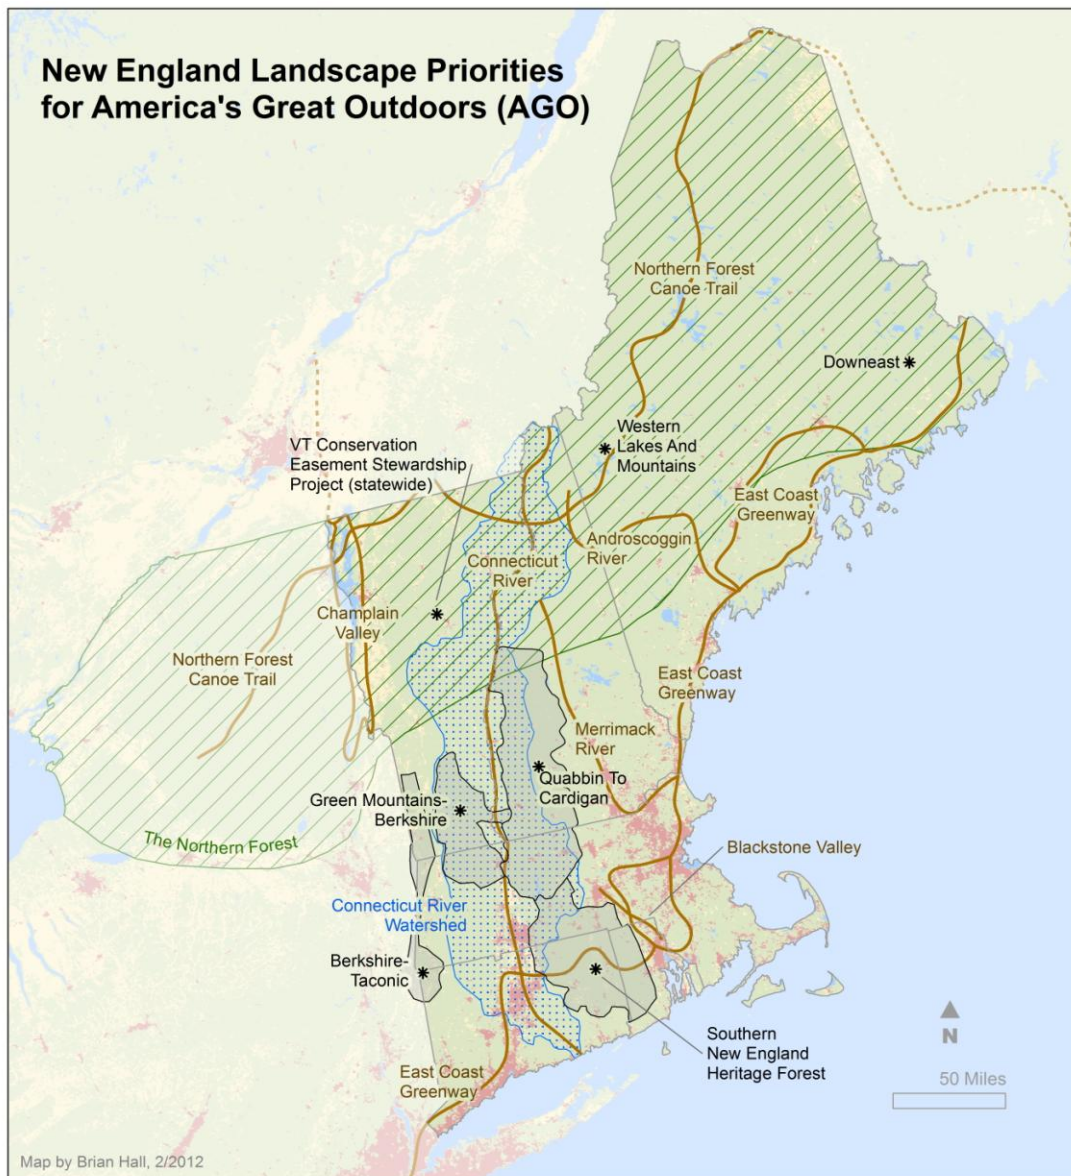 New England Landscape Priorities
for America's Great Outdoors (AGO)
Northern Forest
Canoe Trail
Downeast
VT Conservation
Easement Stewardship
Project (statewide)
Western
Lakes And
Mountains
East Coast
Greenway
Androscoggin
River
Connecticut
River
Champlain
Valley
Northern Forest
Canoe Trail
East Coast
Greenway
Merrimack
River
Quabbin To
Cardigan
Green Mountains-
Berkshire
The Northern Forest
Blackstone Valley
Connecticut River
Watershed
Berkshire-
Taconic
Southern
New England
Heritage Forest
N
50 Miles
East Coast
Greenway
Map by Brian Hall, 2/2012